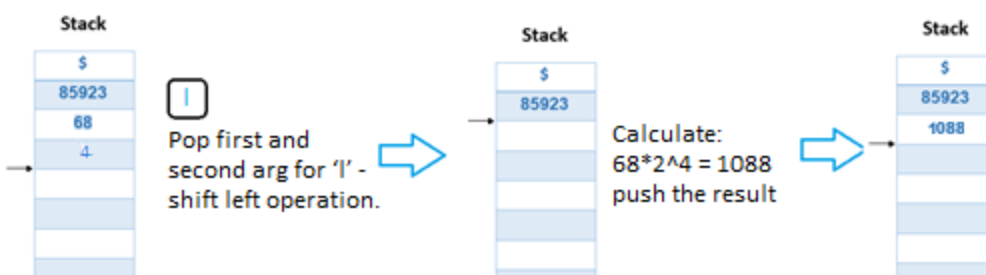 Stack
$
85923
68
4
l
Pop first and
second arg for ‘l’ -
shift left operation.
Stack
$
85923
Calculate:
68*2^4 = 1088
push the result
Stack
$
85923
1088